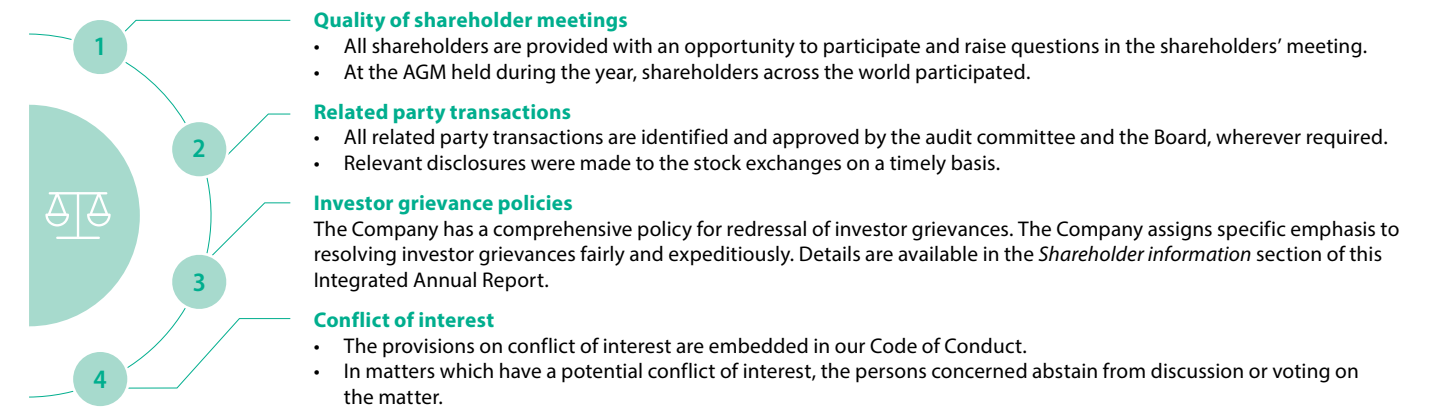 1
Quality of shareholder meetings
• All shareholders are provided with an opportunity to participate and raise questions in the shareholders’ meeting.
• At the AGM held during the year, shareholders across the world participated.
2
Related party transactions
• All related party transactions are identified and approved by the audit committee and the Board, wherever required.
• Relevant disclosures were made to the stock exchanges on a timely basis.
3
Investor grievance policies
The Company has a comprehensive policy for redressal of investor grievances. The Company assigns specific emphasis to
resolving investor grievances fairly and expeditiously. Details are available in the Shareholder information section of this
Integrated Annual Report.
4
Conflict of interest
• The provisions on conflict of interest are embedded in our Code of Conduct.
• In matters which have a potential conflict of interest, the persons concerned abstain from discussion or voting on
the matter.